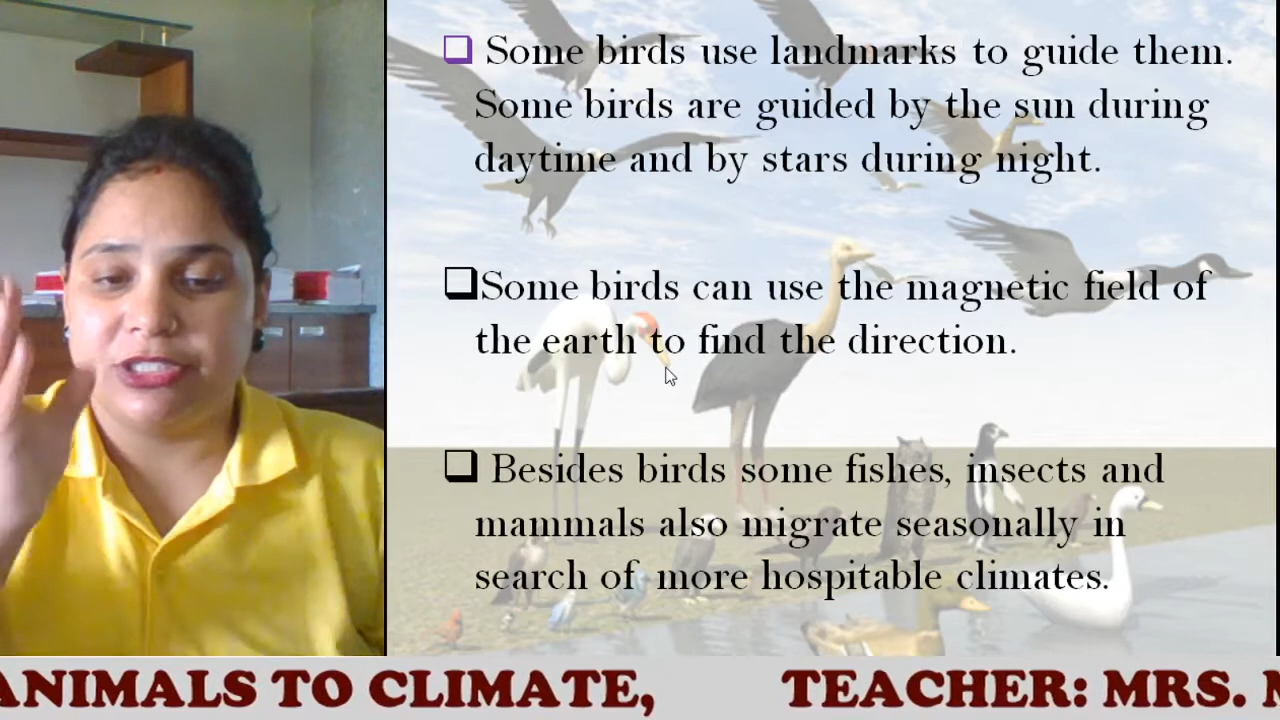 Some birds use landmarks to guide them.
Some birds are guided by the sun during
daytime and by stars during night.
Some birds can use the magnetic field of
the earth to find the direction.
Besides birds some fishes, insects and
mammals also migrate seasonally in
search of more hospitable climates.
ANIMALS TO CLIMATE, TEACHER: MRS.